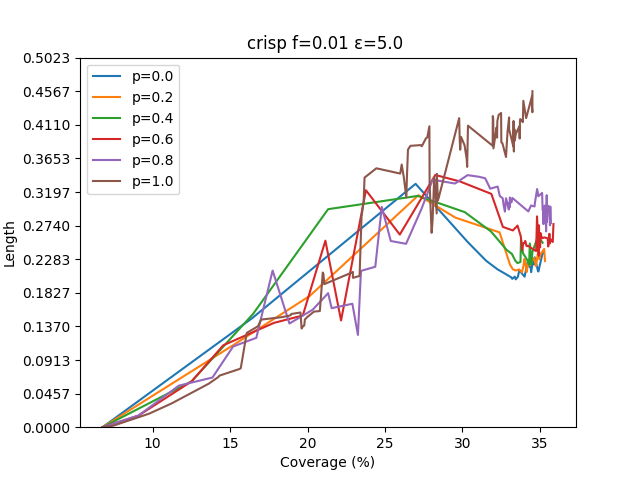 crisp f=0.01 ε=5.0
0.5023
0.4567
0.4110
0.3653
0.3197
0.2740
0.2283
0.1827
0.1370
0.0913
0.0457
0.0000
Length
p=0.0
p=0.2
p=0.4
p=0.6
p=0.8
p=1.0
10 15 20 25 30 35
Coverage (%)